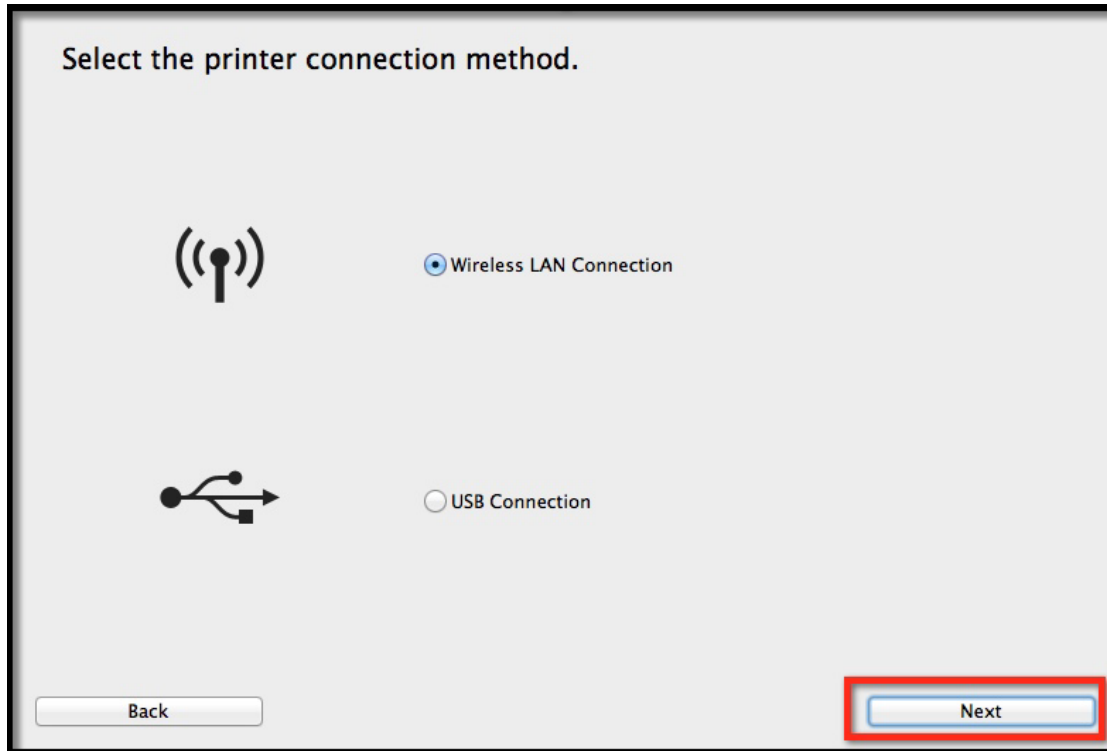 Select the printer connection method.
Wireless LAN Connection
USB Connection
Back
Next